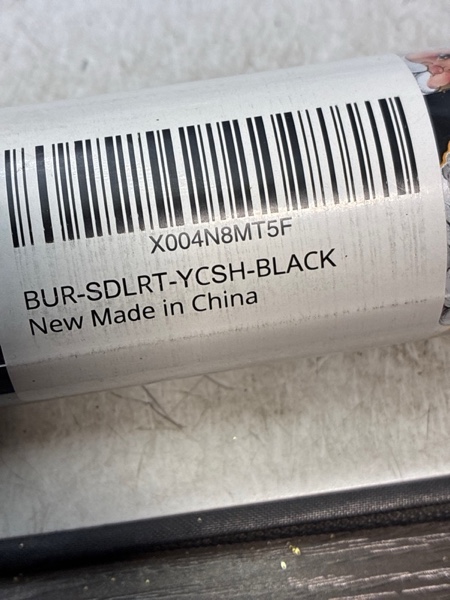 X004N8MT5F
BUR-SDLRT-YCSH-BLACK
New Made in China